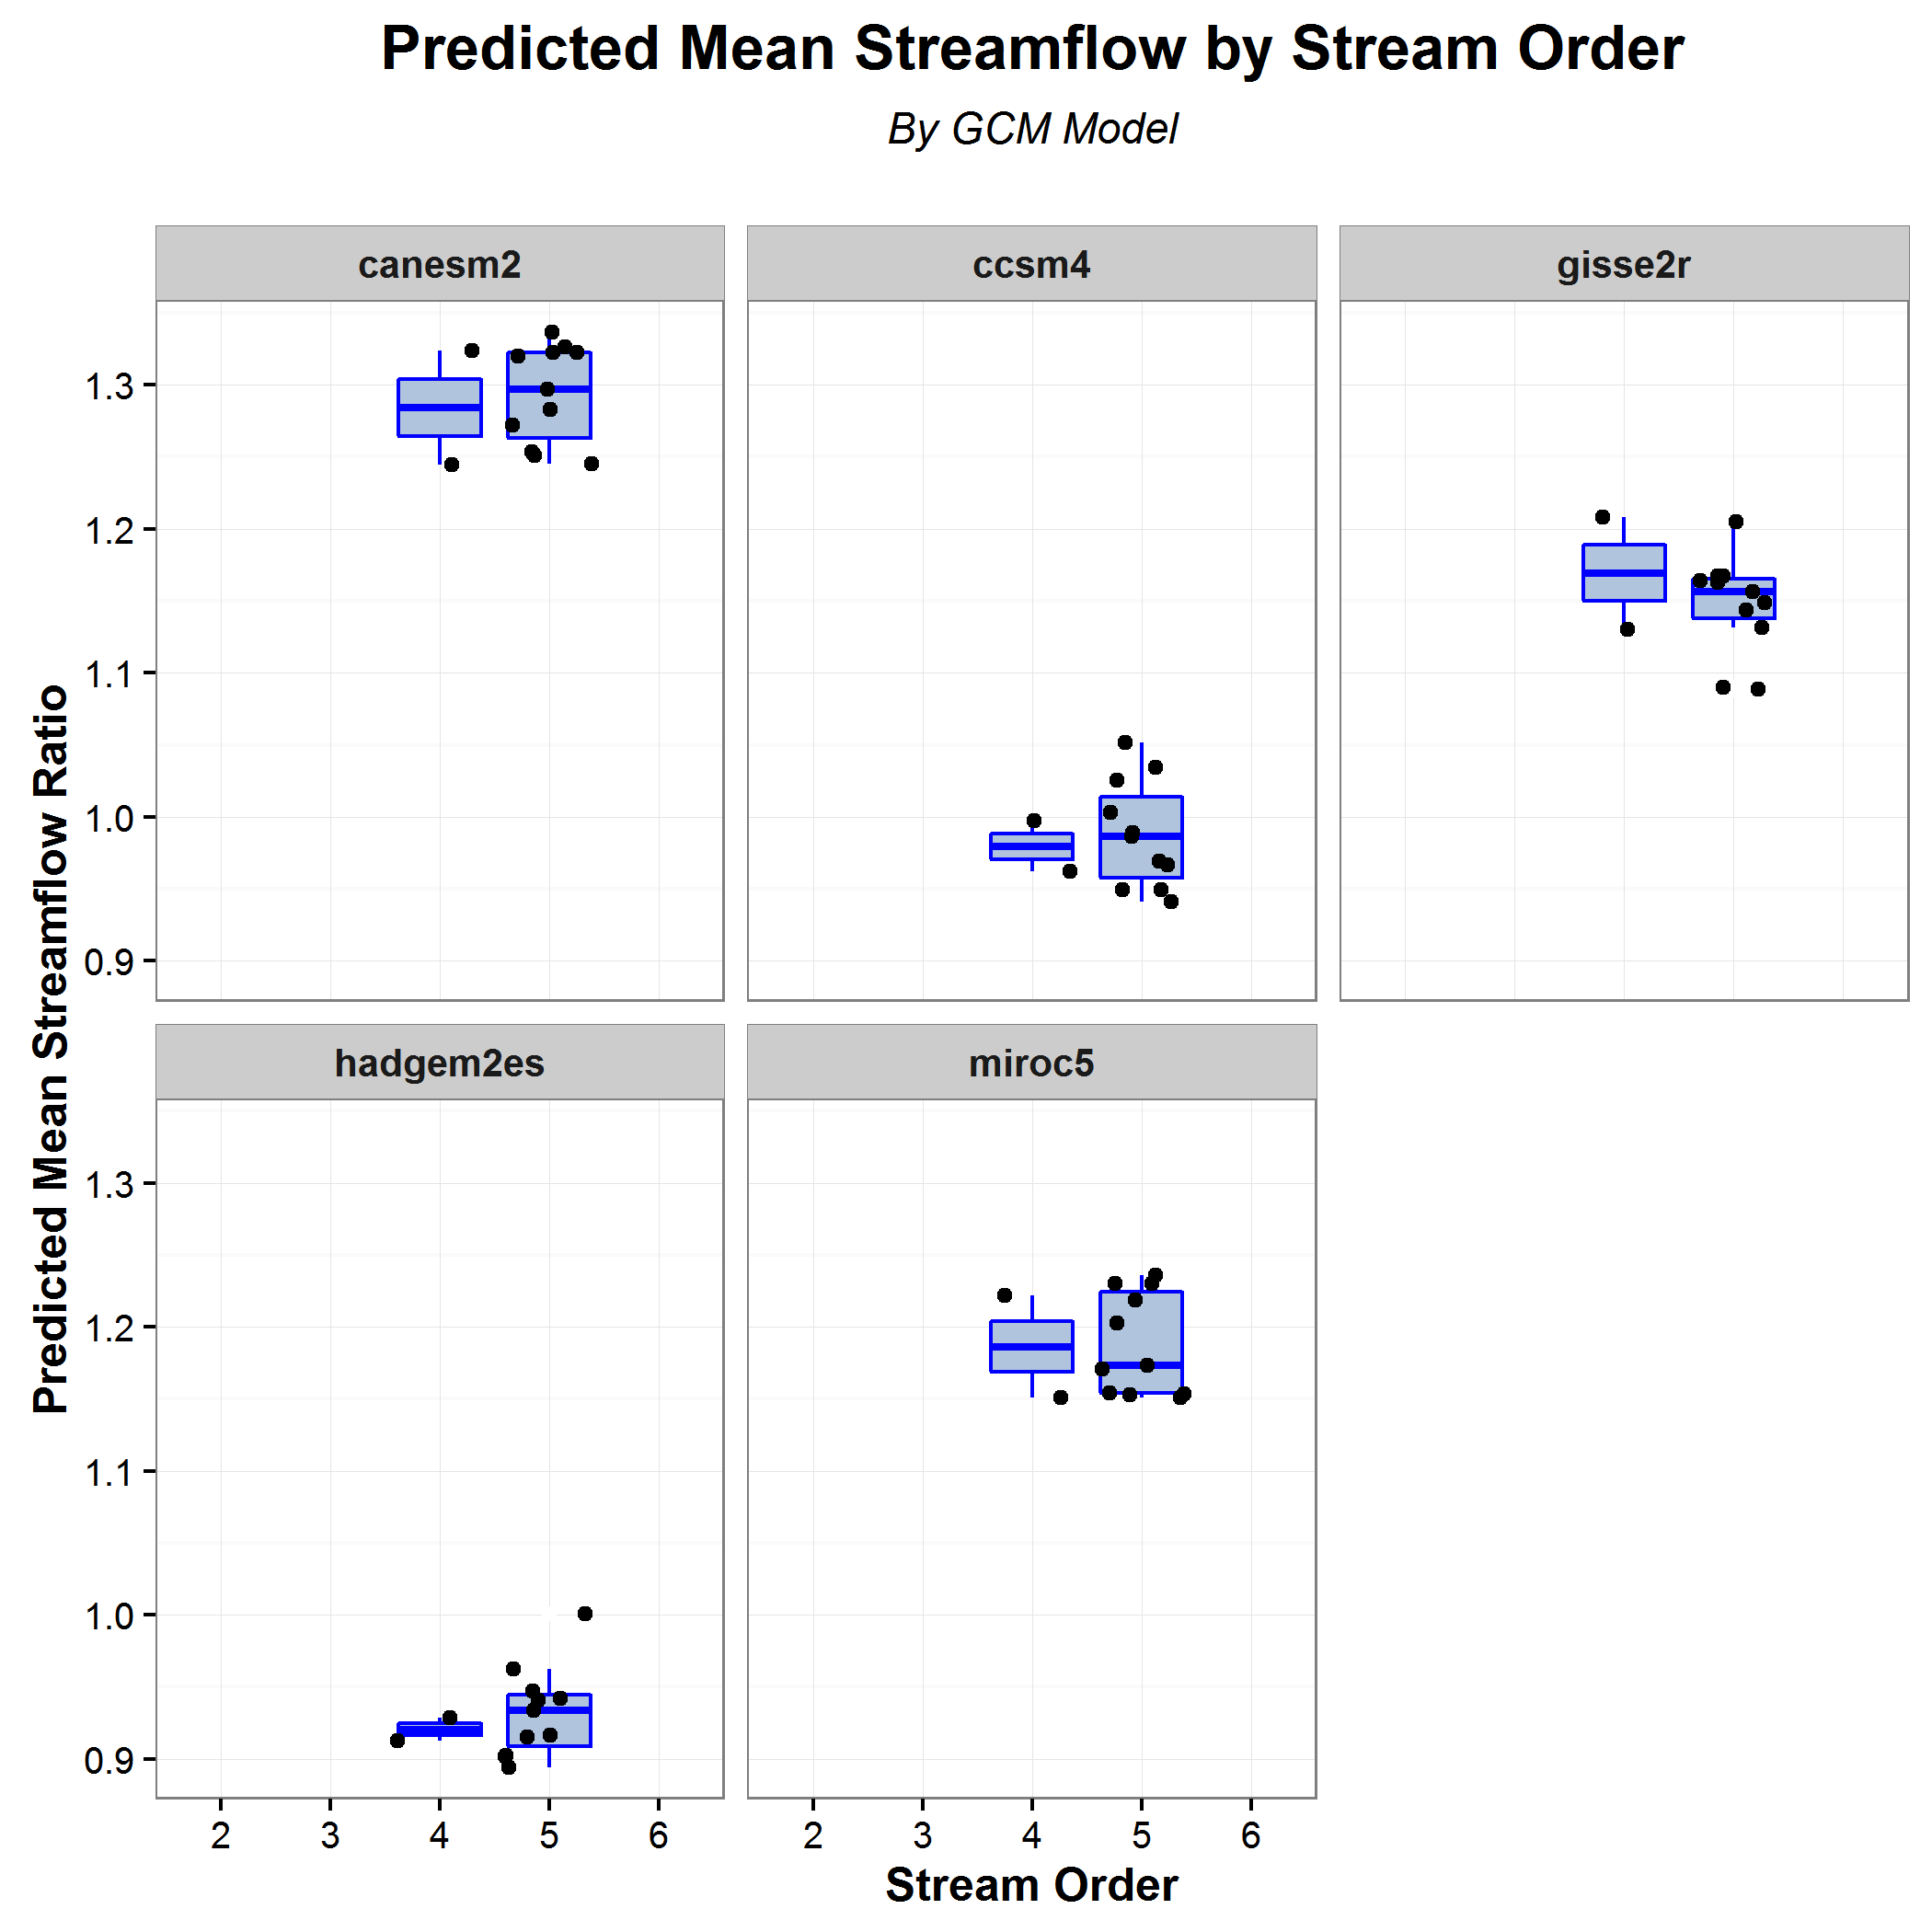 Predicted Mean Streamflow by Stream Order
By GCM Model
canesm2
ccsm4
gisse2r
1.3
1.2
1.1
1.0
0.9
Predicted Mean Streamflow Ratio
hadgem2es
miroc5
1.3
1.2
1.1
1.0
0.9
2 3 4 5 6
2 3 4 5 6
Stream Order